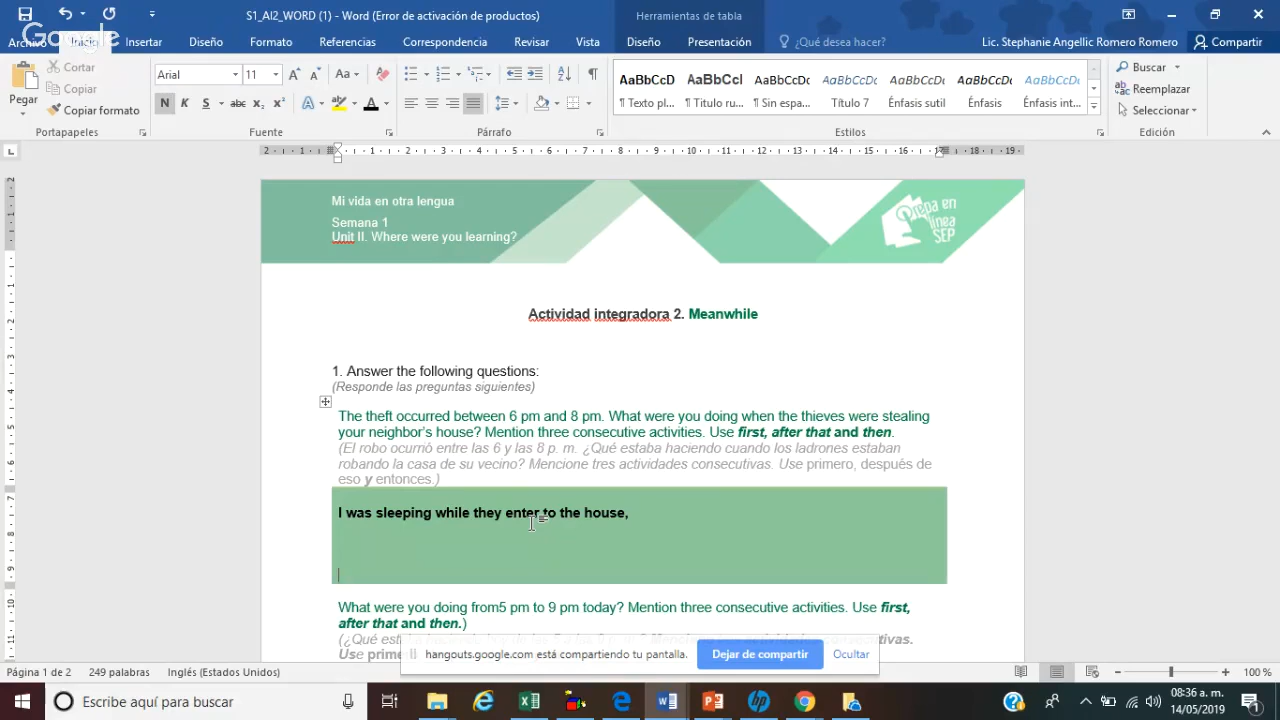 S1_AI2_WORD (1) - Word (Error de activación de productos)
Herramientas de tabla
Google
Archivo Inicio Insertar Diseño Formato Referencias Correspondencia Revisar Vista Diseño Presentación ¿Qué desea hacer? Lic. Stephanie Angellic Romero Romero Compartir
Pegar
Cortar
Copiar
Copiar formato
Portapapeles
Arial 11
N K S abc
Fuente
Párrafo
AaBbCcD AaBbCcI AaBbCcDc AaBbCcDc AaBbCcDc AaBbCcDc AaBbCcDc
¶ Texto pl... ¶ Titulo ru... ¶ Sin espa... Título 7 Énfasis sutil Énfasis Énfasis int...
Estilos
Buscar
Reemplazar
Seleccionar
Edición
Mi vida en otra lengua
Semana 1
Unit II. Where were you learning?
Prepa en línea SEP
Actividad integradora 2. Meanwhile
1. Answer the following questions:
(Responde las preguntas siguientes)
The theft occurred between 6 pm and 8 pm. What were you doing when the thieves were stealing
your neighbor's house? Mention three consecutive activities. Use first, after that and then.
(El robo ocurrió entre las 6 y las 8 p. m. ¿Qué estaba haciendo cuando los ladrones estaban
robando la casa de su vecino? Mencione tres actividades consecutivas. Use primero, después de
eso y entonces.)
I was sleeping while they enter to the house,
What were you doing from5 pm to 9 pm today? Mention three consecutive activities. Use first,
after that and then.)
hangouts.google.com está compartiendo tu pantalla.
Dejar de compartir
Ocultar
Página 1 de 2 249 palabras Inglés (Estados Unidos) 100 %
Escribe aquí para buscar
08:36 a.m.
14/05/2019